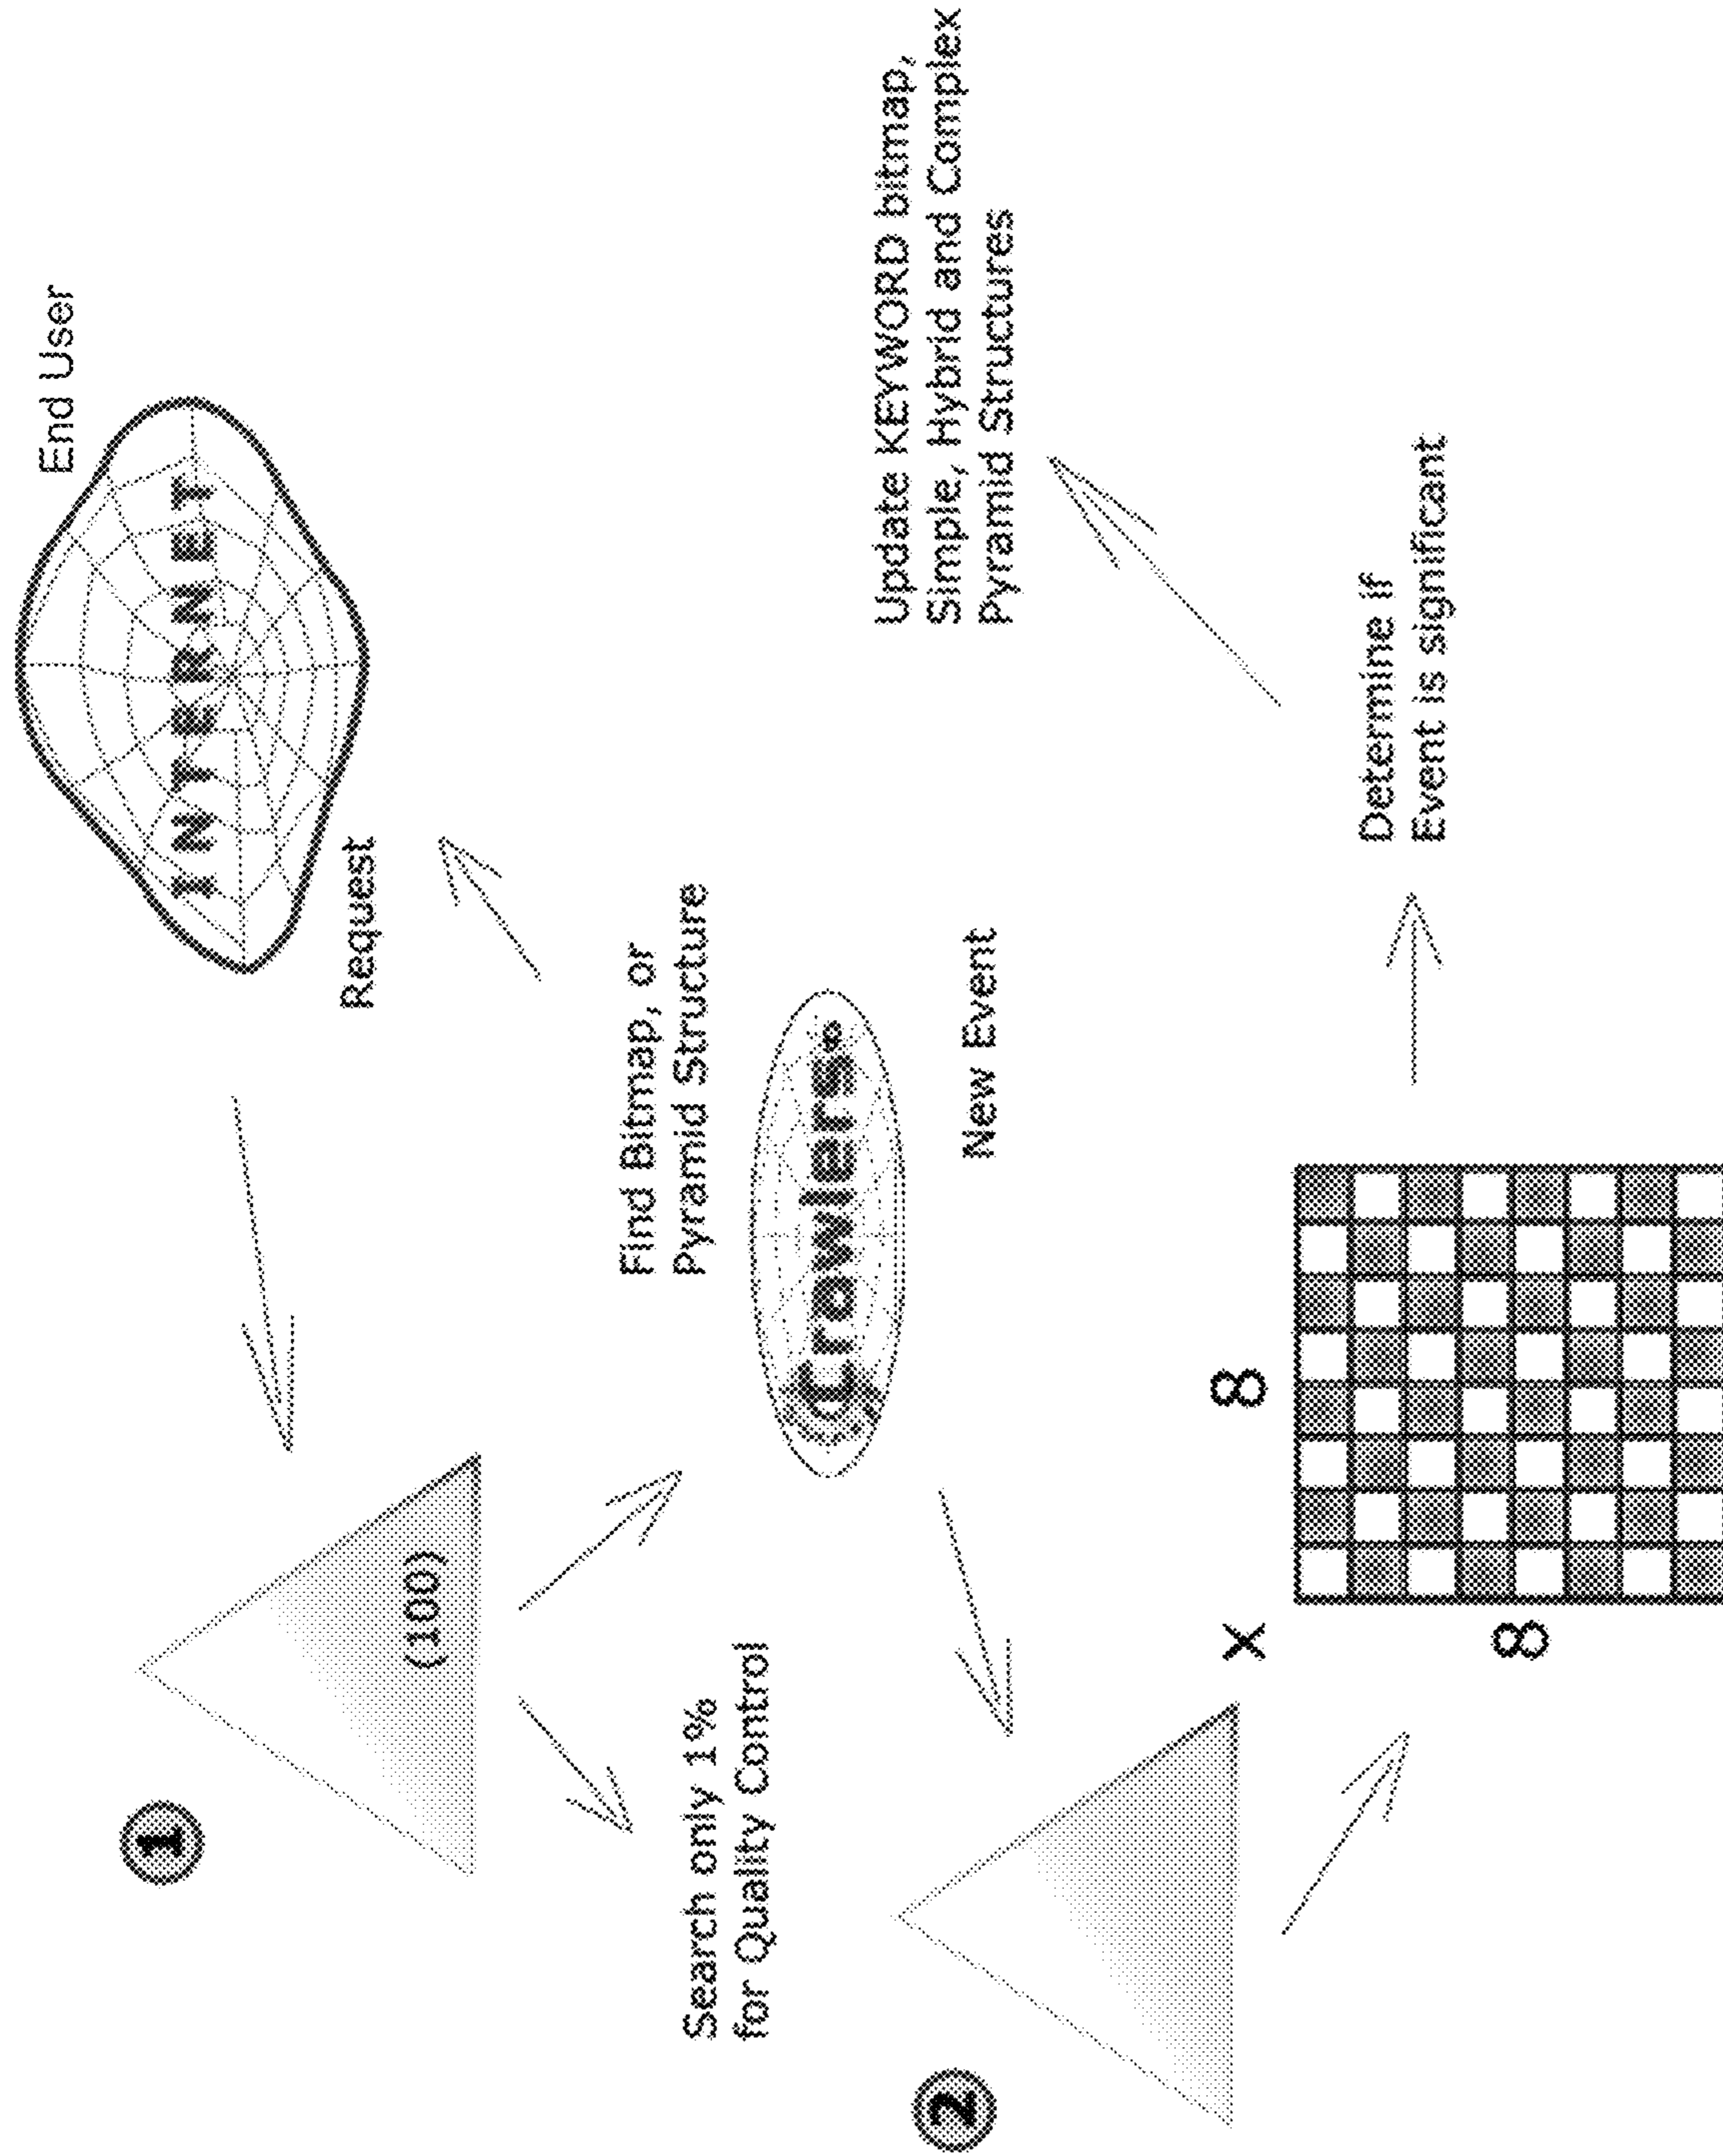 End User
INTERNET
Request
1
(100)
Find Bitmap, or
Pyramid Structure
Search only 1%
for Quality Control
Crawlers
New Event
2
Update KEYWORD bitmap,
Simple, Hybrid and Complex
Pyramid Structures
8
x
8
Determine if
Event is significant